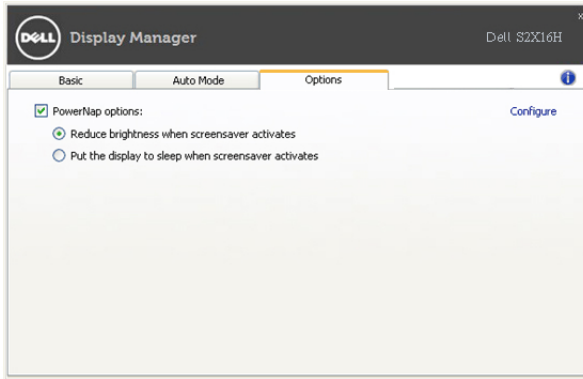 DELL Display Manager Dell S2X16H
Basic Auto Mode Options
PowerNap options: Configure
Reduce brightness when screensaver activates
Put the display to sleep when screensaver activates